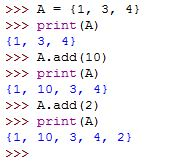 >>> A = {1, 3, 4}
>>> print(A)
{1, 3, 4}
>>> A.add(10)
>>> print(A)
{1, 10, 3, 4}
>>> A.add(2)
>>> print(A)
{1, 10, 3, 4, 2}
>>>